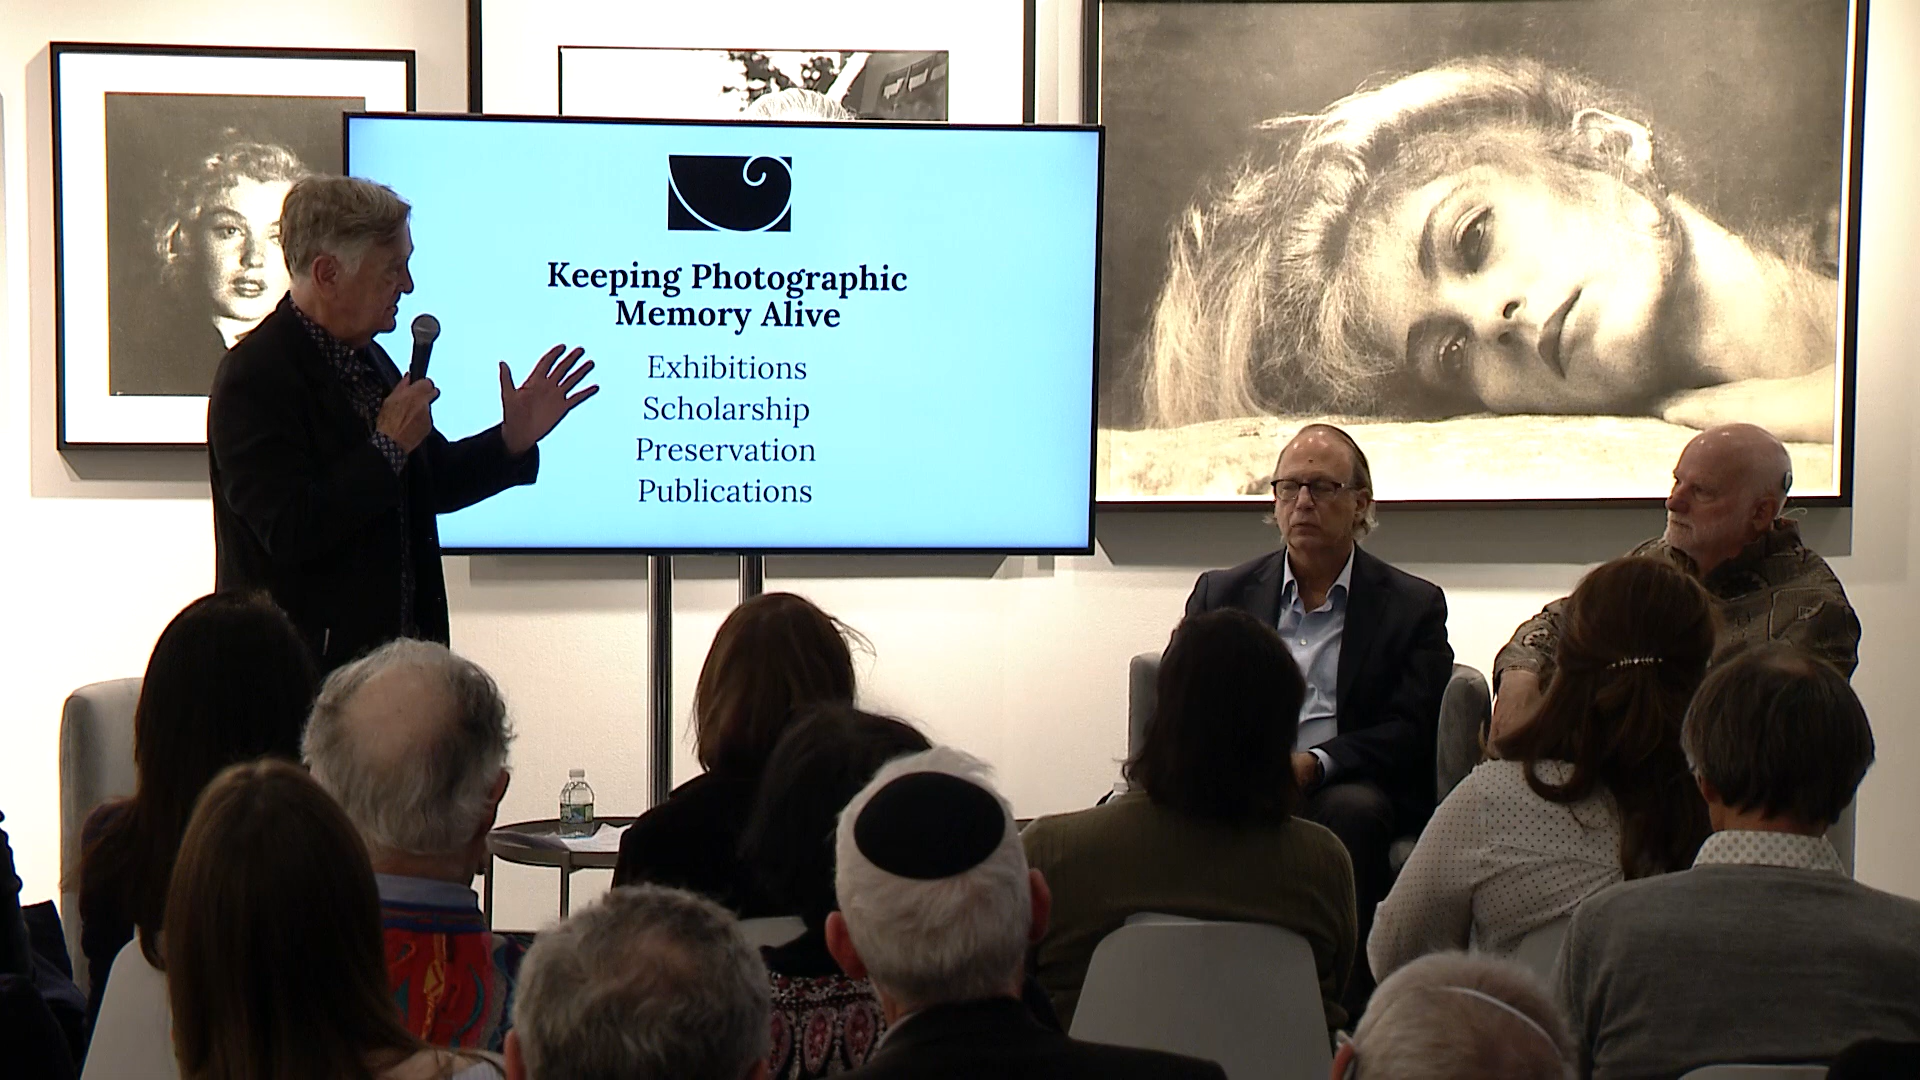 Keeping Photographic
Memory Alive
Exhibitions
Scholarship
Preservation
Publications